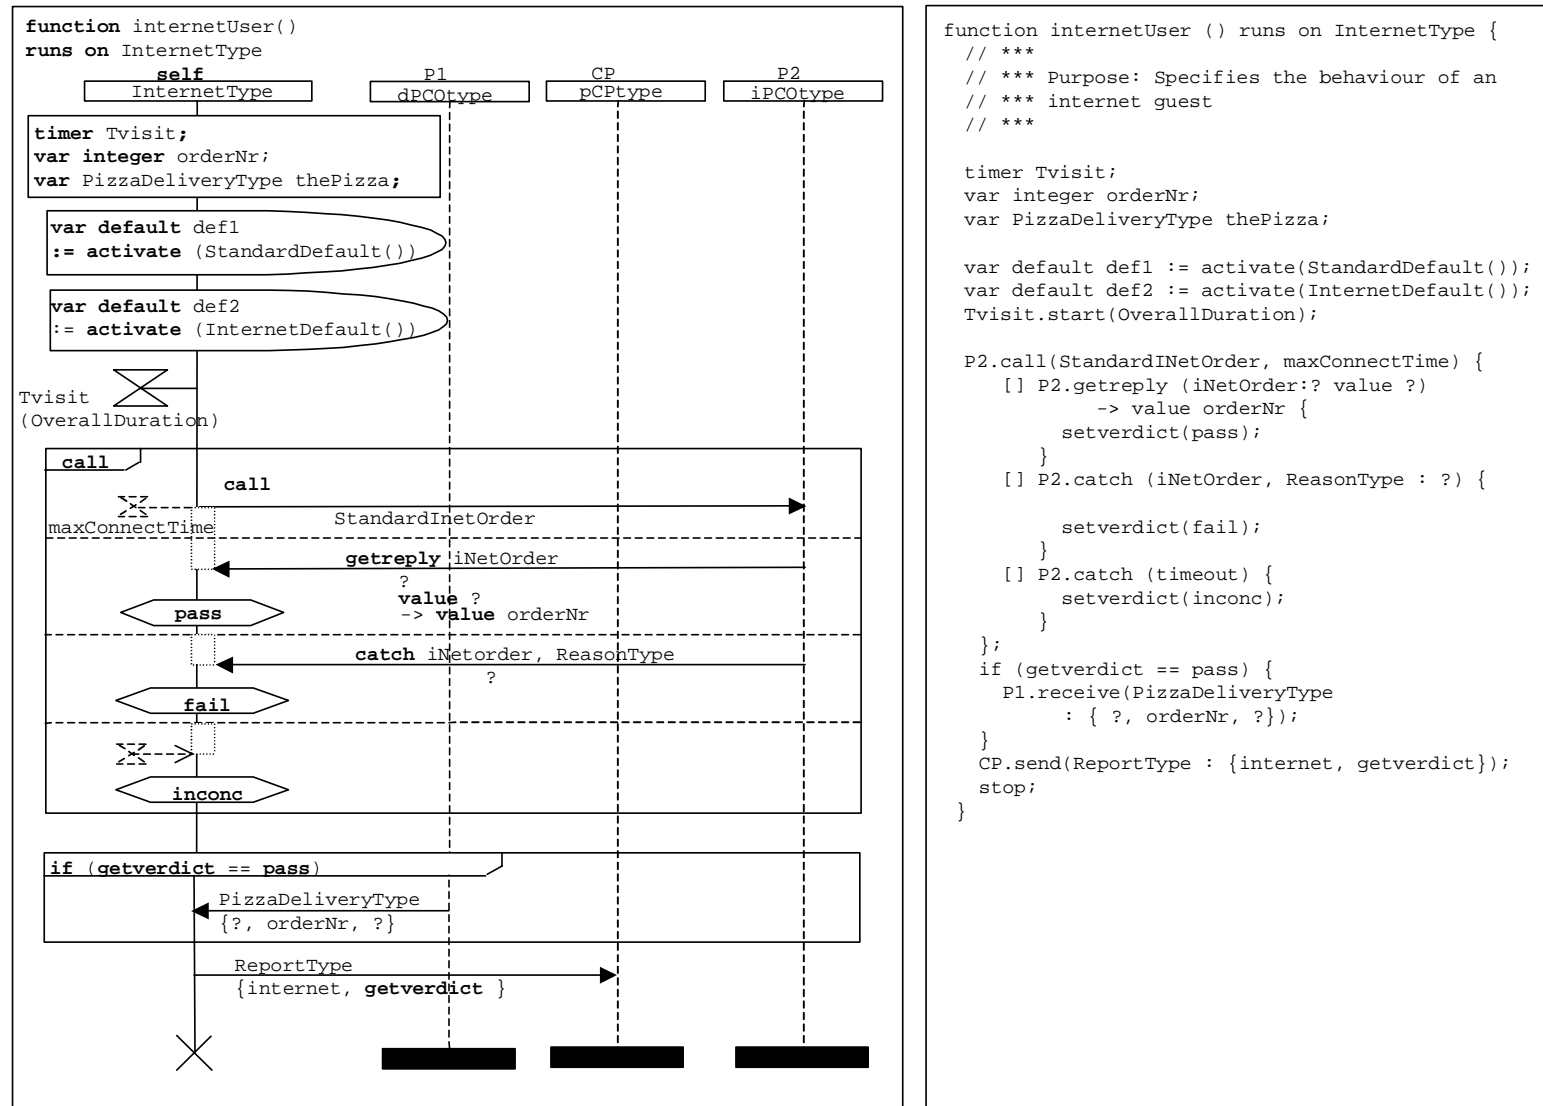 function internetUser()
runs on InternetType
self
InternetType
P1
dPCOtype
CP
pCPtype
P2
iPCOtype
timer Tvisit;
var integer orderNr;
var PizzaDeliveryType thePizza;
var default def1
:= activate (StandardDefault())
var default def2
:= activate (InternetDefault())
Tvisit
(OverallDuration)
call
call
maxConnectTime
StandardInetOrder
getreply iNetOrder
?
value ?
-> value orderNr
pass
catch iNetorder, ReasonType
?
fail
inconc
if (getverdict == pass)
PizzaDeliveryType
{?, orderNr, ?}
ReportType
{internet, getverdict }
function internetUser () runs on InternetType {
// ***
// *** Purpose: Specifies the behaviour of an
// *** internet guest
// ***
timer Tvisit;
var integer orderNr;
var PizzaDeliveryType thePizza;
var default def1 := activate(StandardDefault());
var default def2 := activate(InternetDefault());
Tvisit.start(OverallDuration);
P2.call(StandardINetOrder, maxConnectTime) {
[] P2.getreply (iNetOrder:? value ?)
-> value orderNr {
setverdict(pass);
}
[] P2.catch (iNetOrder, ReasonType : ?) {
setverdict(fail);
}
[] P2.catch (timeout) {
setverdict(inconc);
}
};
if (getverdict == pass) {
P1.receive(PizzaDeliveryType
: { ?, orderNr, ?});
}
CP.send(ReportType : {internet, getverdict});
stop;
}